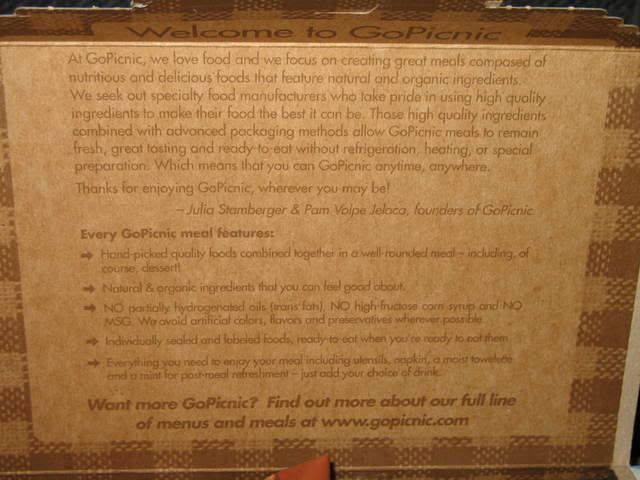 Welcome to GoPicnic
At GoPicnic, we love food and we focus on creating great meals composed of
nutritious and delicious foods that feature natural and organic ingredients.
We seek out specialty food manufacturers who take pride in using high quality
ingredients to make their food the best it can be. Those high quality ingredients
combined with advanced packaging methods allow GoPicnic meals to remain
fresh, great tasting and ready-to-eat without refrigeration, heating, or special
preparation. Which means that you can GoPicnic anytime, anywhere.
Thanks for enjoying GoPicnic, wherever you may be!
– Julia Stamberger & Pam Volpe Jelaca, founders of GoPicnic
Every GoPicnic meal features:
➔ Hand-picked quality foods combined together in a well-rounded meal – including, of
course, dessert!
➔ Natural & organic ingredients that you can feel good about.
➔ NO partially hydrogenated oils (trans fats), NO high-fructose corn syrup and NO
MSG. We avoid artificial colors, flavors and preservatives wherever possible
➔ Individually sealed and labeled foods, ready-to-eat when you're ready to eat them
➔ Everything you need to enjoy your meal including utensils, napkin, a moist towelette
and a mint for post-meal refreshment – just add your choice of drink.
Want more GoPicnic? Find out more about our full line
of menus and meals at www.gopicnic.com